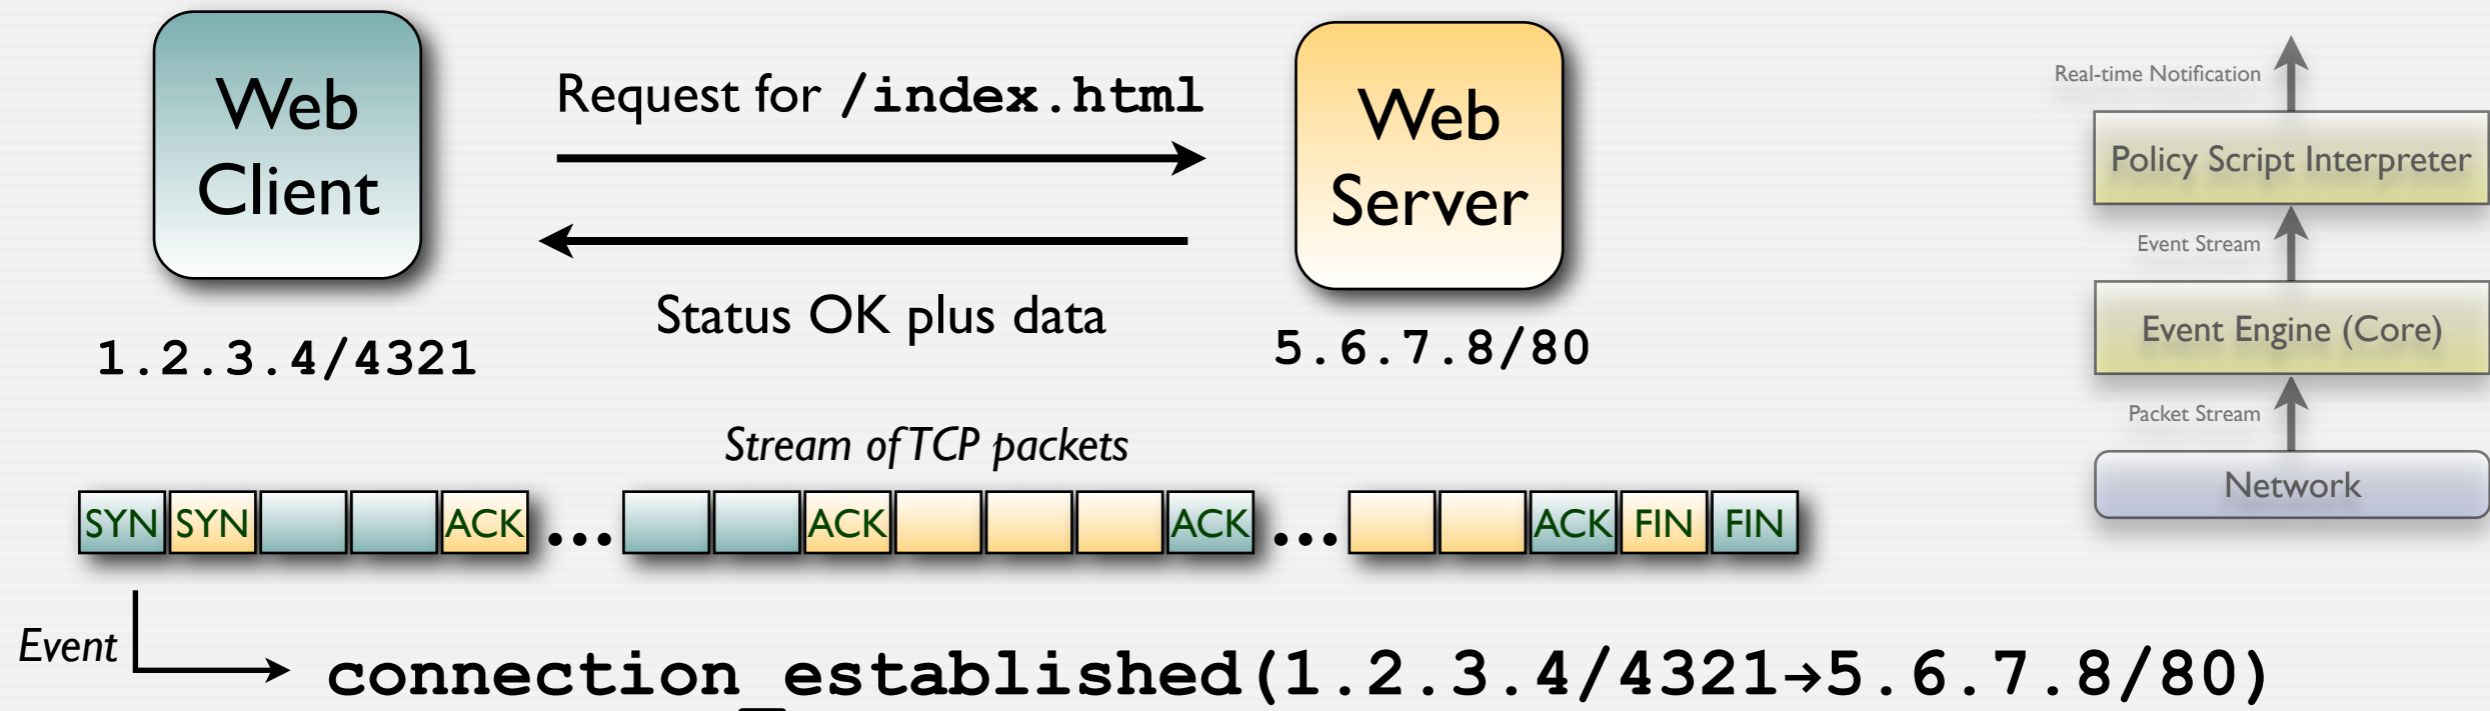 Web
Client
Request for /index.html
Status OK plus data
Web
Server
1.2.3.4/4321
5.6.7.8/80
Real-time Notification
Policy Script Interpreter
Event Stream
Event Engine (Core)
Packet Stream
Network
Stream of TCP packets
SYN SYN ACK ... ACK ACK ... ACK FIN FIN
Event
connection_established(1.2.3.4/4321→5.6.7.8/80)